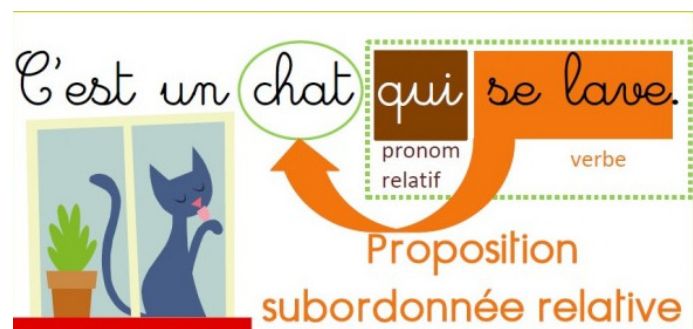 C'est un chat qui se lave.
pronom
relatif
verbe
Proposition
subordonnée relative